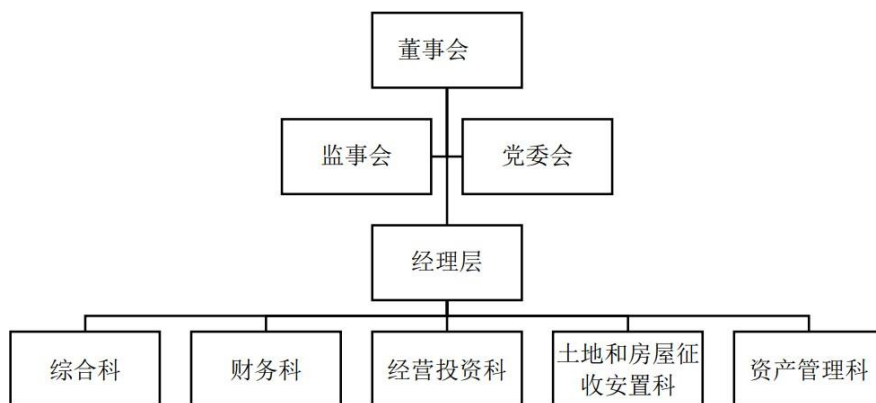 董事会
监事会
党委会
经理层
综合科
财务科
经营投资科
土地和房屋征
收安置科
资产管理科